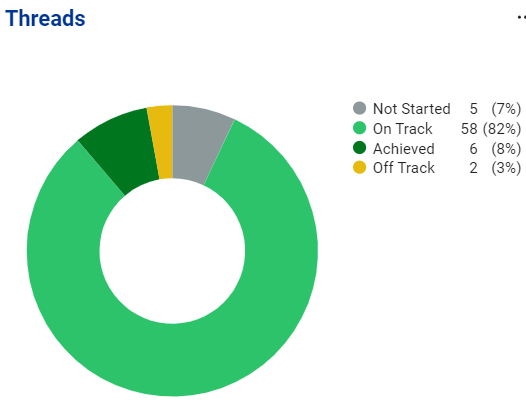 Threads
Not Started 5 (7%)
On Track 58 (82%)
Achieved 6 (8%)
Off Track 2 (3%)